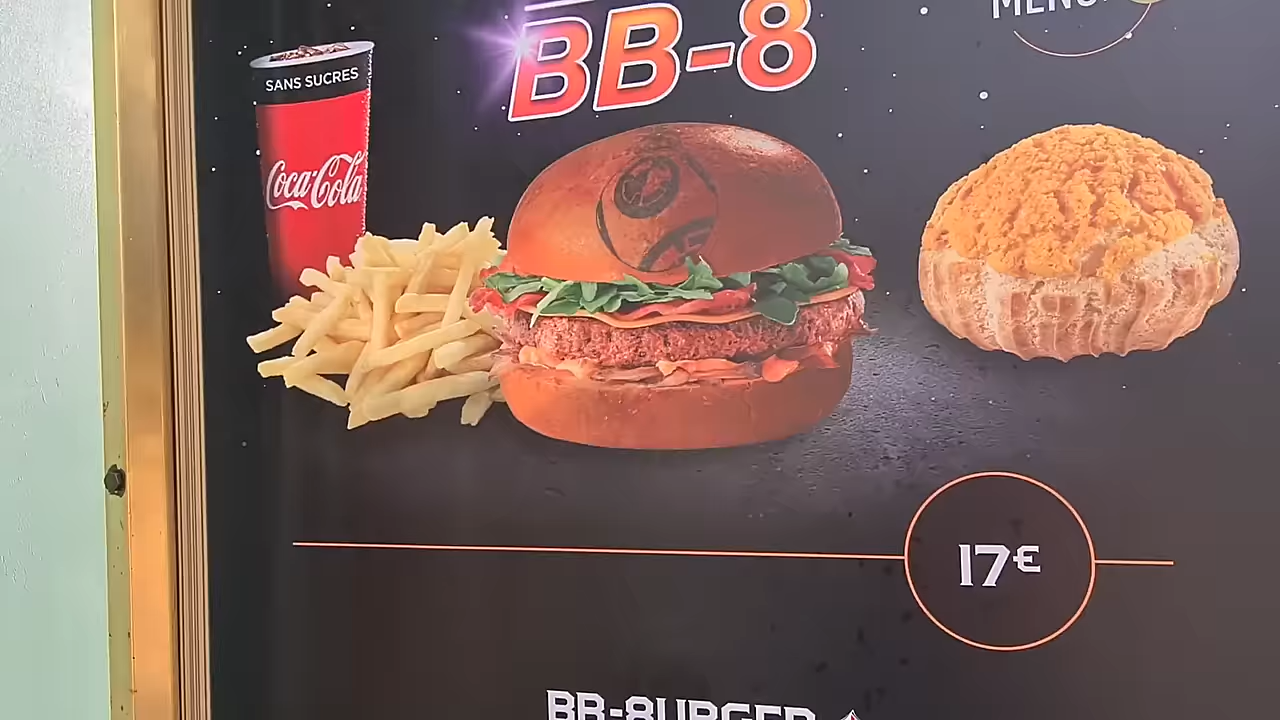 BB-8
MENU
SANS SUCRES
Coca-Cola
17€
BB-8URGER